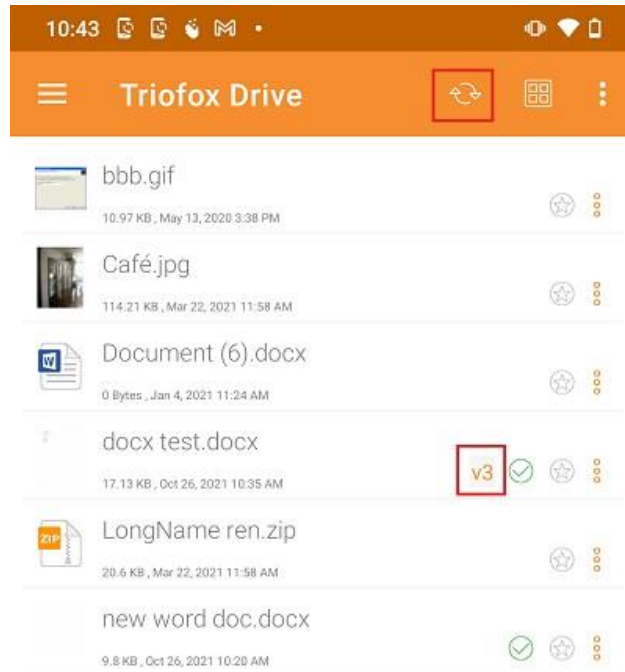 10:43
Triofox Drive
bbb.gif
10.97 KB , May 13, 2020 3:38 PM
Café.jpg
114.21 KB , Mar 22, 2021 11:58 AM
Document (6).docx
0 Bytes , Jan 4, 2021 11:24 AM
docx test.docx
v3
17.13 KB , Oct 26, 2021 10:35 AM
ZIP
LongName ren.zip
20.6 KB , Mar 22, 2021 11:58 AM
new word doc.docx
9.8 KB , Oct 26, 2021 10:20 AM